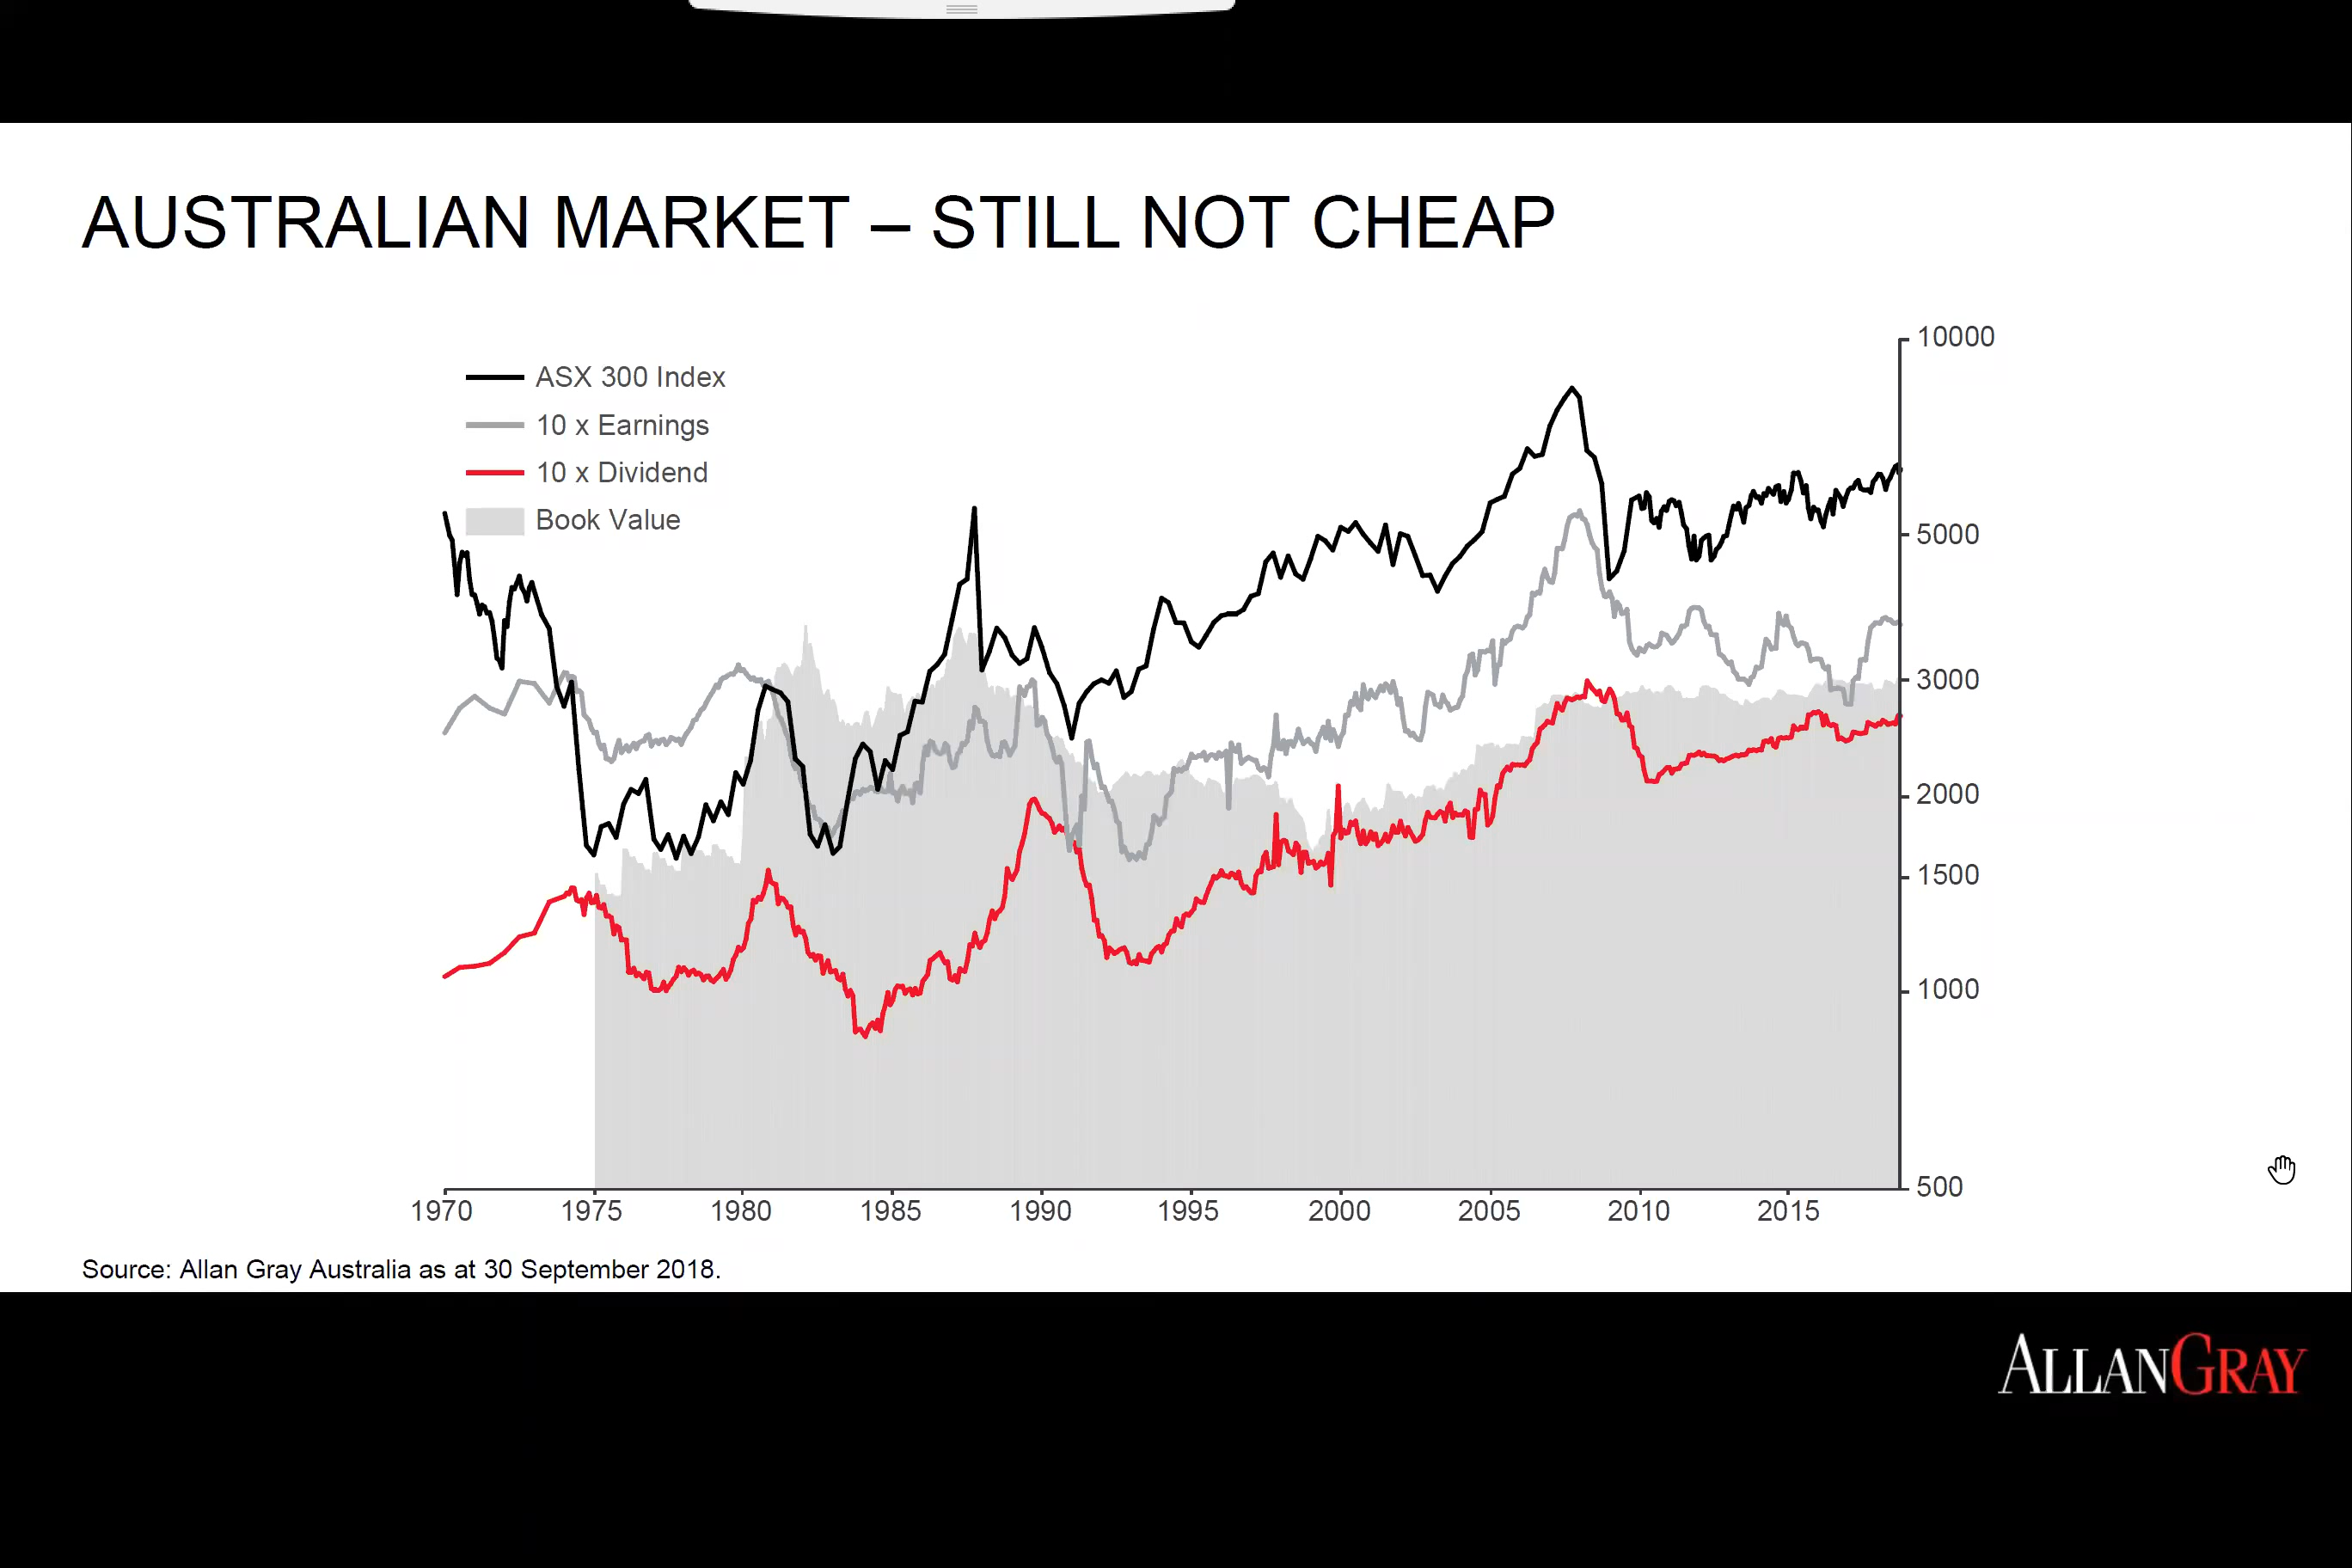 AUSTRALIAN MARKET – STILL NOT CHEAP
ASX 300 Index
10 x Earnings
10 x Dividend
Book Value
10000
5000
3000
2000
1500
1000
500
1970 1975 1980 1985 1990 1995 2000 2005 2010 2015
Source: Allan Gray Australia as at 30 September 2018.
ALLANGRAY